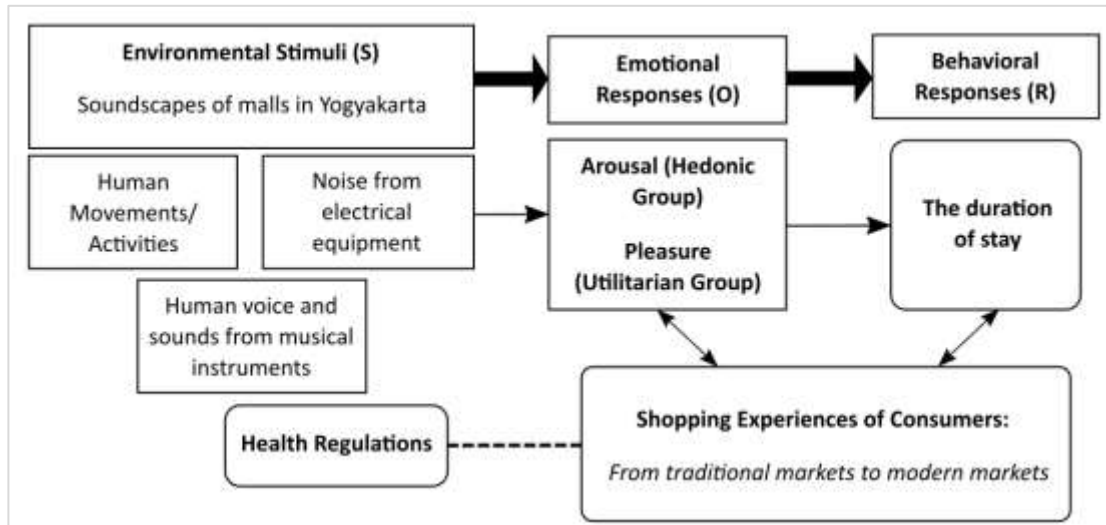 Environmental Stimuli (S)
Soundscapes of malls in Yogyakarta
Emotional
Responses (O)
Behavioral
Responses (R)
Human
Movements/
Activities
Noise from
electrical
equipment
Human voice and
sounds from musical
instruments
Arousal (Hedonic
Group)
Pleasure
(Utilitarian Group)
The duration
of stay
Health Regulations
Shopping Experiences of Consumers:
From traditional markets to modern markets